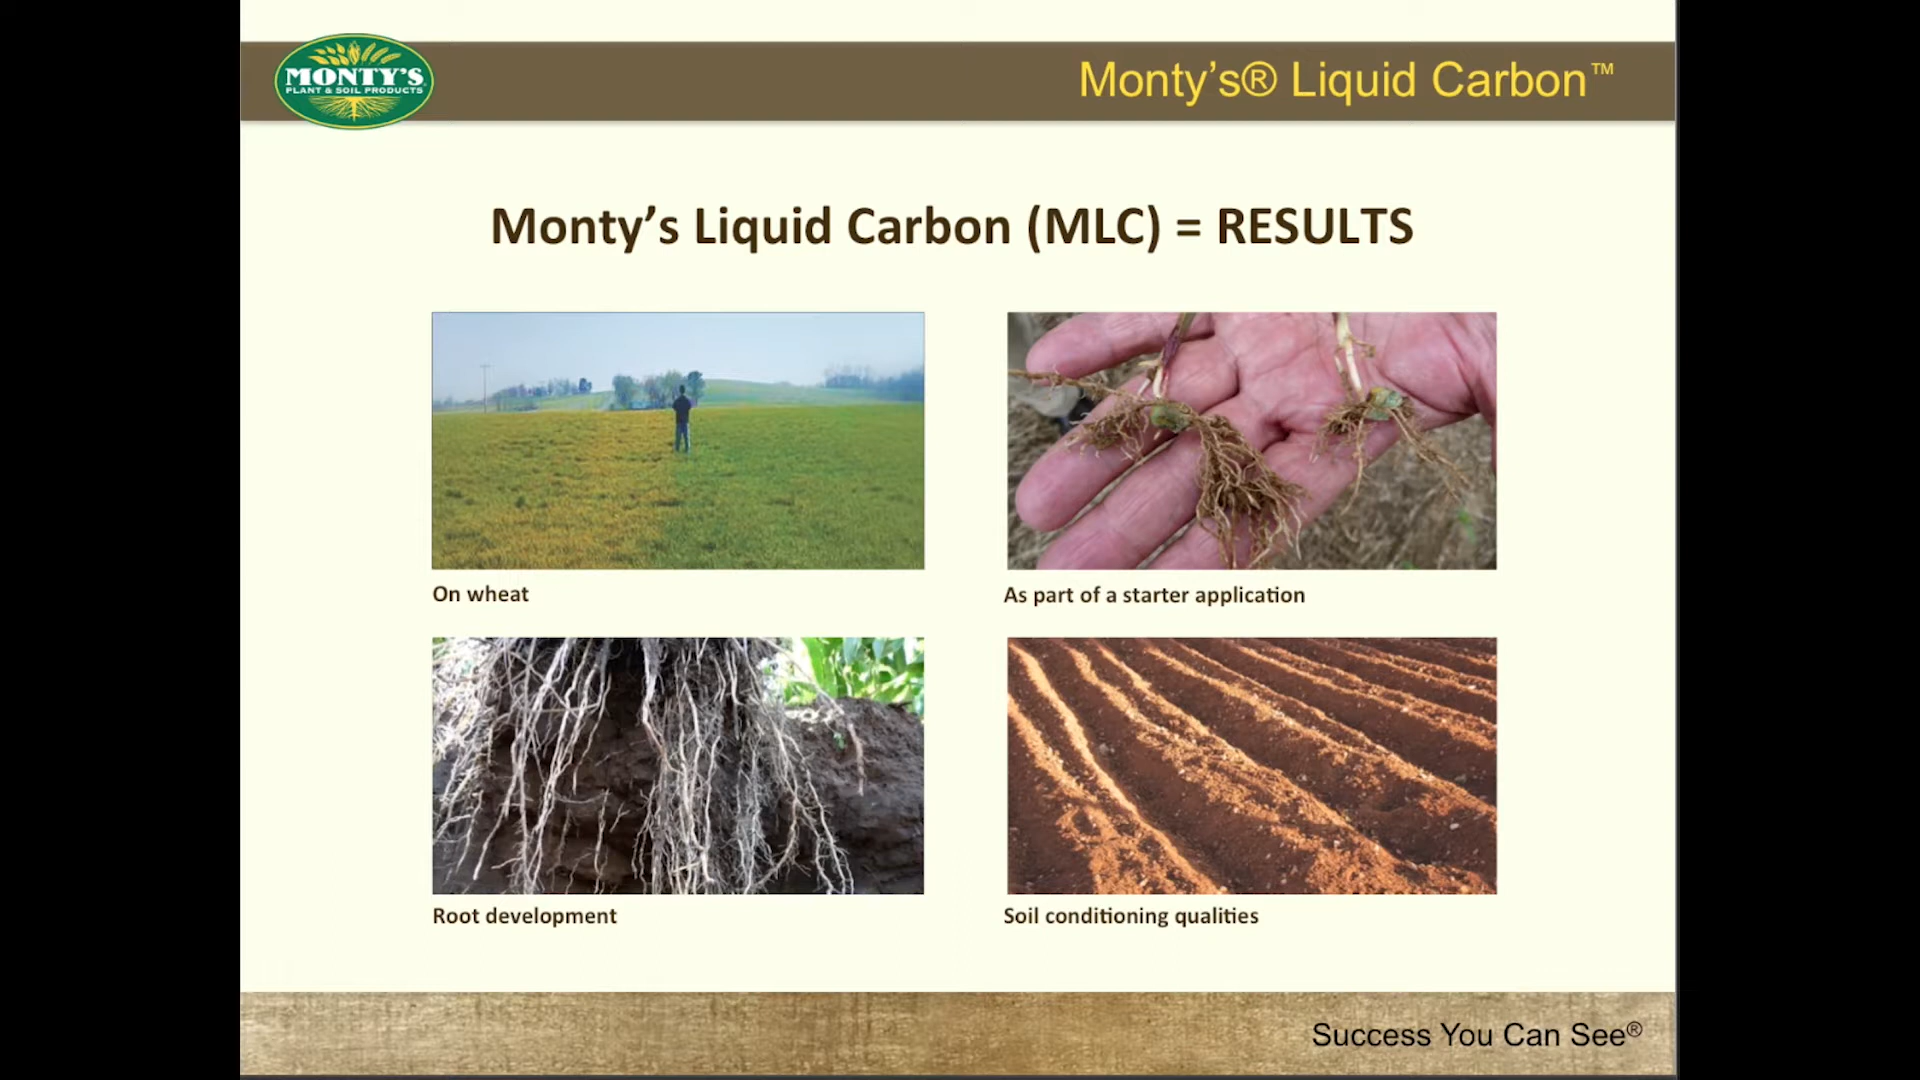 MONTY'S
PLANT & SOIL PRODUCTS
Monty's® Liquid Carbon™
Monty's Liquid Carbon (MLC) = RESULTS
On wheat
As part of a starter application
Root development
Soil conditioning qualities
Success You Can See®